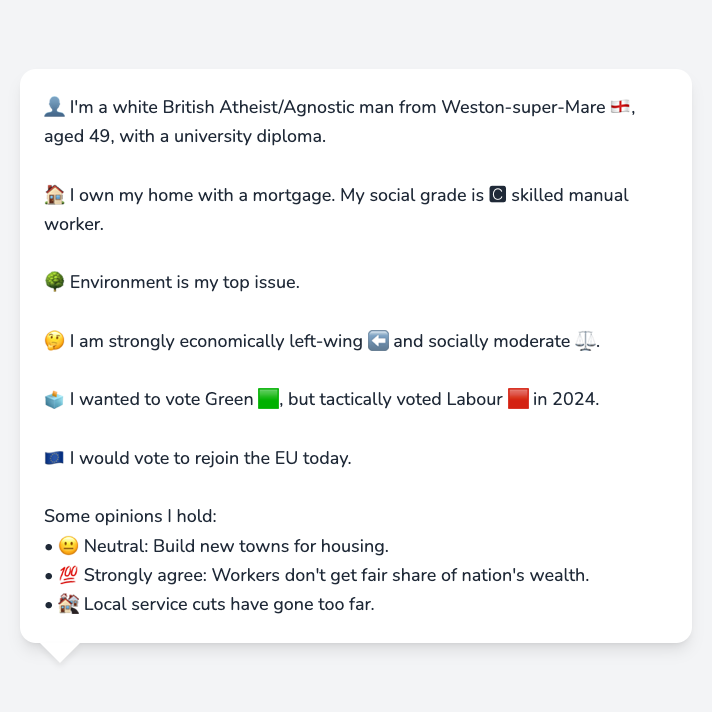 👤 I'm a white British Atheist/Agnostic man from Weston-super-Mare 🏴󠁧󠁢󠁥󠁮󠁧󠁿,
aged 49, with a university diploma.
🏠 I own my home with a mortgage. My social grade is 🅲 skilled manual
worker.
🌳 Environment is my top issue.
🤔 I am strongly economically left-wing ⬅️ and socially moderate ⚖️.
🗳️ I wanted to vote Green 🟩, but tactically voted Labour 🟥 in 2024.
🇪🇺 I would vote to rejoin the EU today.
Some opinions I hold:
• 😐 Neutral: Build new towns for housing.
• 💯 Strongly agree: Workers don't get fair share of nation's wealth.
• 🏚️ Local service cuts have gone too far.